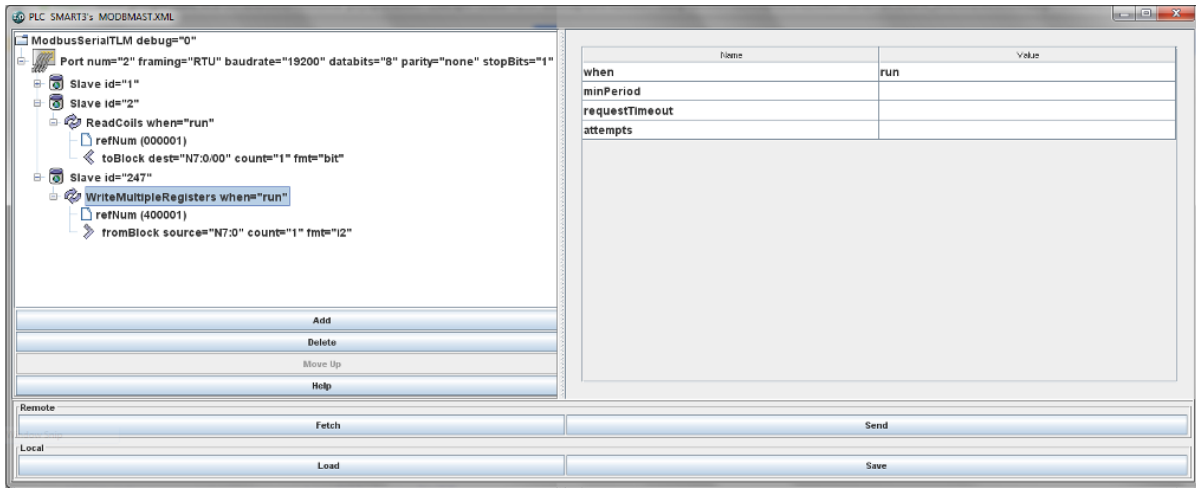 PLC SMART3's MODBMAST.XML
ModbusSerialTLM debug="0"
Port num="2" framing="RTU" baudrate="19200" databits="8" parity="none" stopBits="1"
Slave id="1"
Slave id="2"
ReadCoils when="run"
refNum (000001)
toBlock dest="N7:0/00" count="1" fmt="bit"
Slave id="247"
WriteMultipleRegisters when="run"
refNum (400001)
fromBlock source="N7:0" count="1" fmt="i2"
Add
Delete
Move Up
Help
Name Value
when run
minPeriod
requestTimeout
attempts
Remote
Fetch Send
Local
Load Save